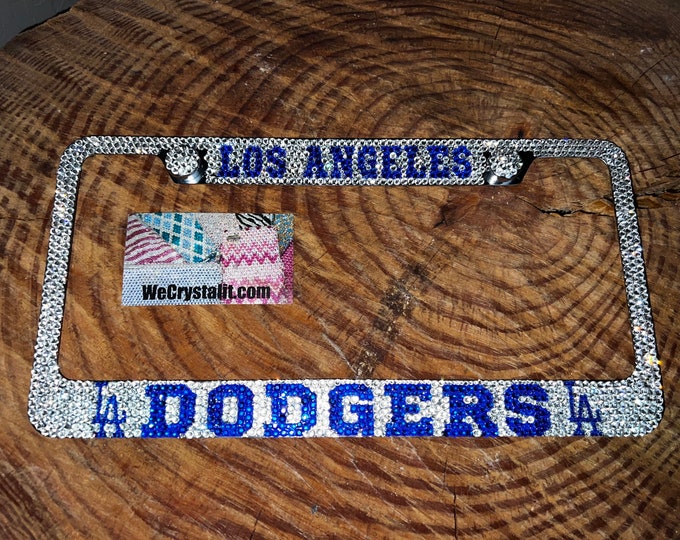 LOS ANGELES
WeCrystalit.com
LA DODGERS LA